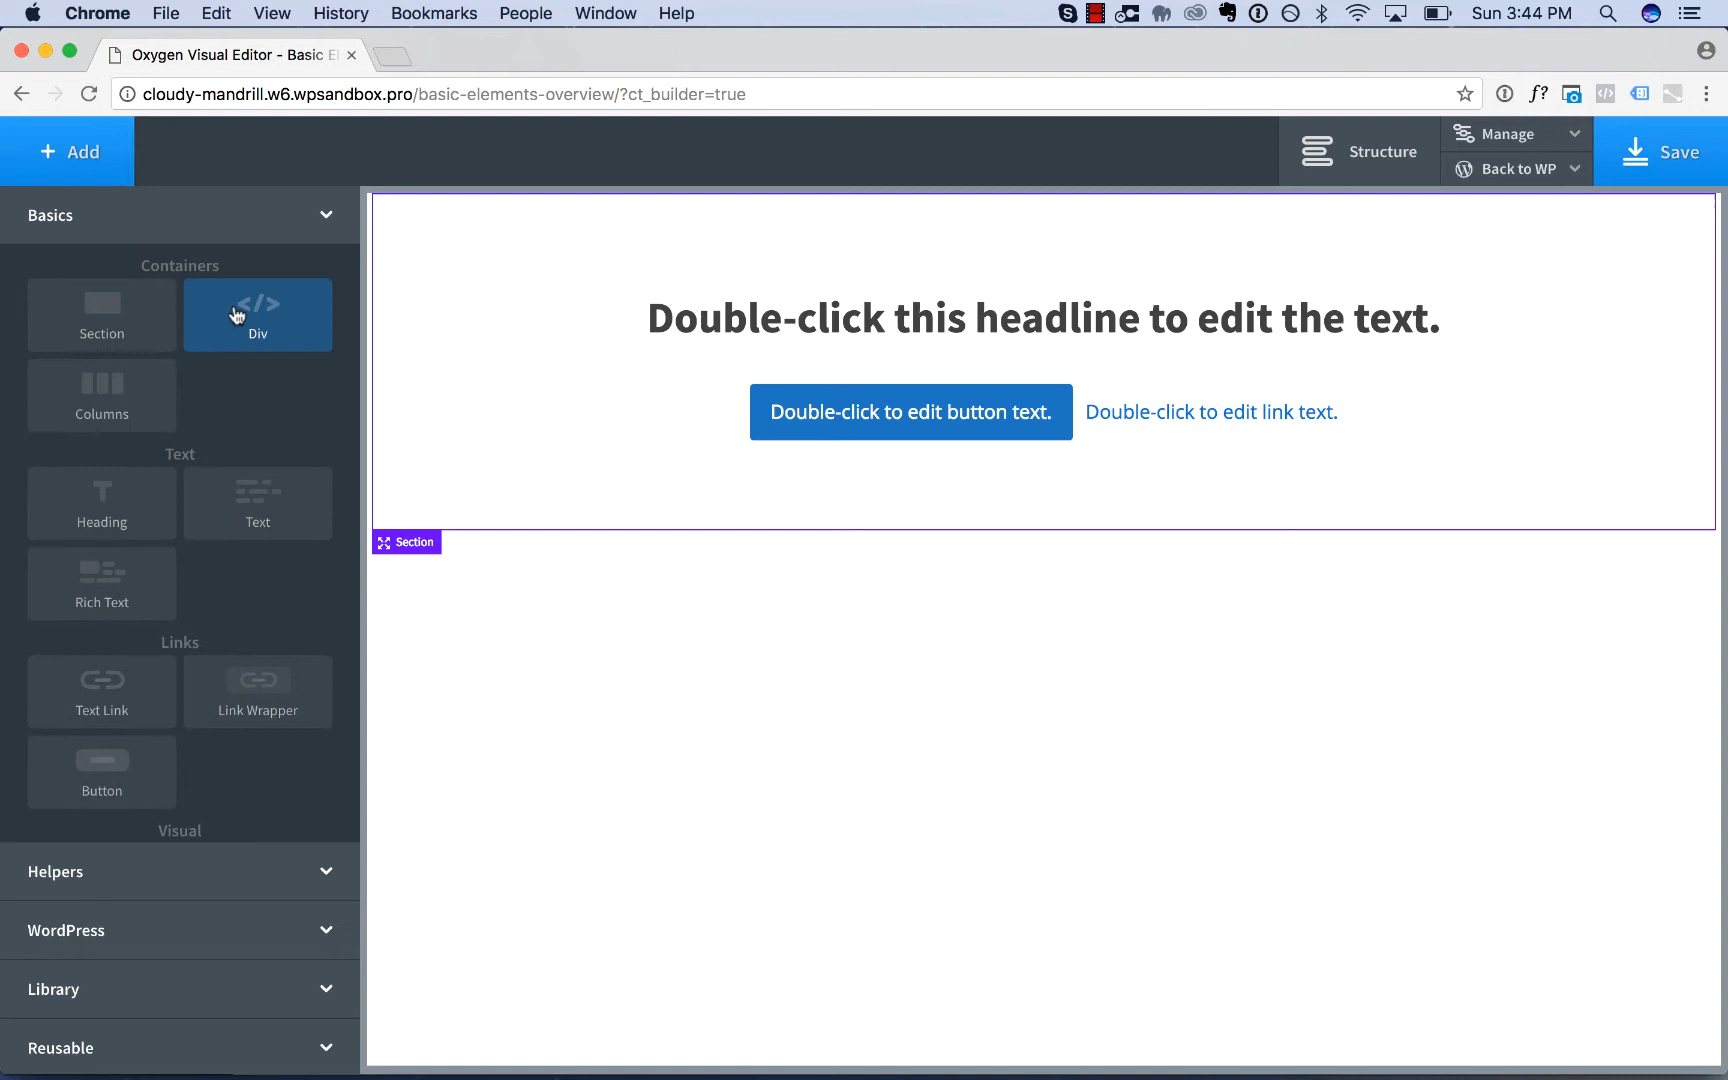 Chrome File Edit View History Bookmarks People Window Help Sun 3:44 PM
Oxygen Visual Editor - Basic El
cloudy-mandrill.w6.wpsandbox.pro/basic-elements-overview/?ct_builder=true
+ Add
Structure
Manage
Back to WP
Save
Basics
Containers
Section
</>
Div
Columns
Text
T
Heading
Text
Rich Text
Links
Text Link
Link Wrapper
Button
Visual
Helpers
WordPress
Library
Reusable
Double-click this headline to edit the text.
Double-click to edit button text.
Double-click to edit link text.
Section